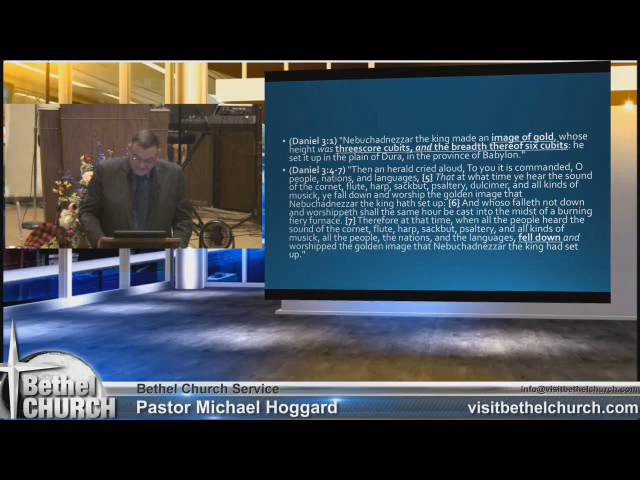 • (Daniel 3:1) "Nebuchadnezzar the king made an image of gold, whose
height was threescore cubits, and the breadth thereof six cubits: he
set it up in the plain of Dura, in the province of Babylon."
• (Daniel 3:4-7) "Then an herald cried aloud, To you it is commanded, O
people, nations, and languages, [5] That at what time ye hear the sound
of the cornet, flute, harp, sackbut, psaltery, dulcimer, and all kinds of
musick, ye fall down and worship the golden image that
Nebuchadnezzar the king hath set up: [6] And whoso falleth not down
and worshippeth shall the same hour be cast into the midst of a burning
fiery furnace. [7] Therefore at that time, when all the people heard the
sound of the cornet, flute, harp, sackbut, psaltery, and all kinds of
musick, all the people, the nations, and the languages, fell down and
worshipped the golden image that Nebuchadnezzar the king had set
up."
Bethel
CHURCH
Bethel Church Service
info@visitbethelchurch.com
Pastor Michael Hoggard
visitbethelchurch.com